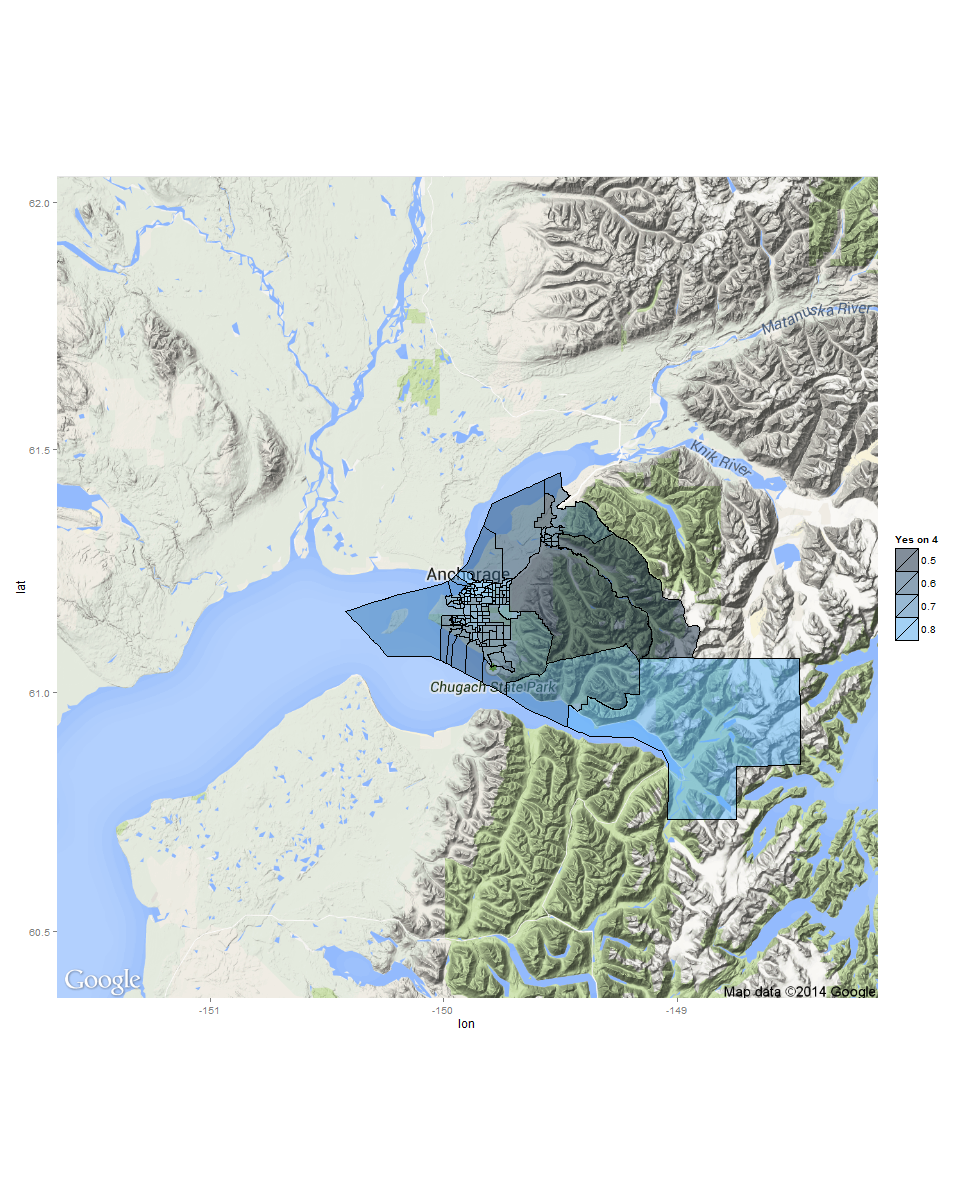 62.0
Matanuska River
61.5
Knik River
Yes on 4
0.5
0.6
0.7
0.8
Anchorage
lat
61.0
Chugach State Park
60.5
Google
Map data ©2014 Google
-151
-150
-149
lon